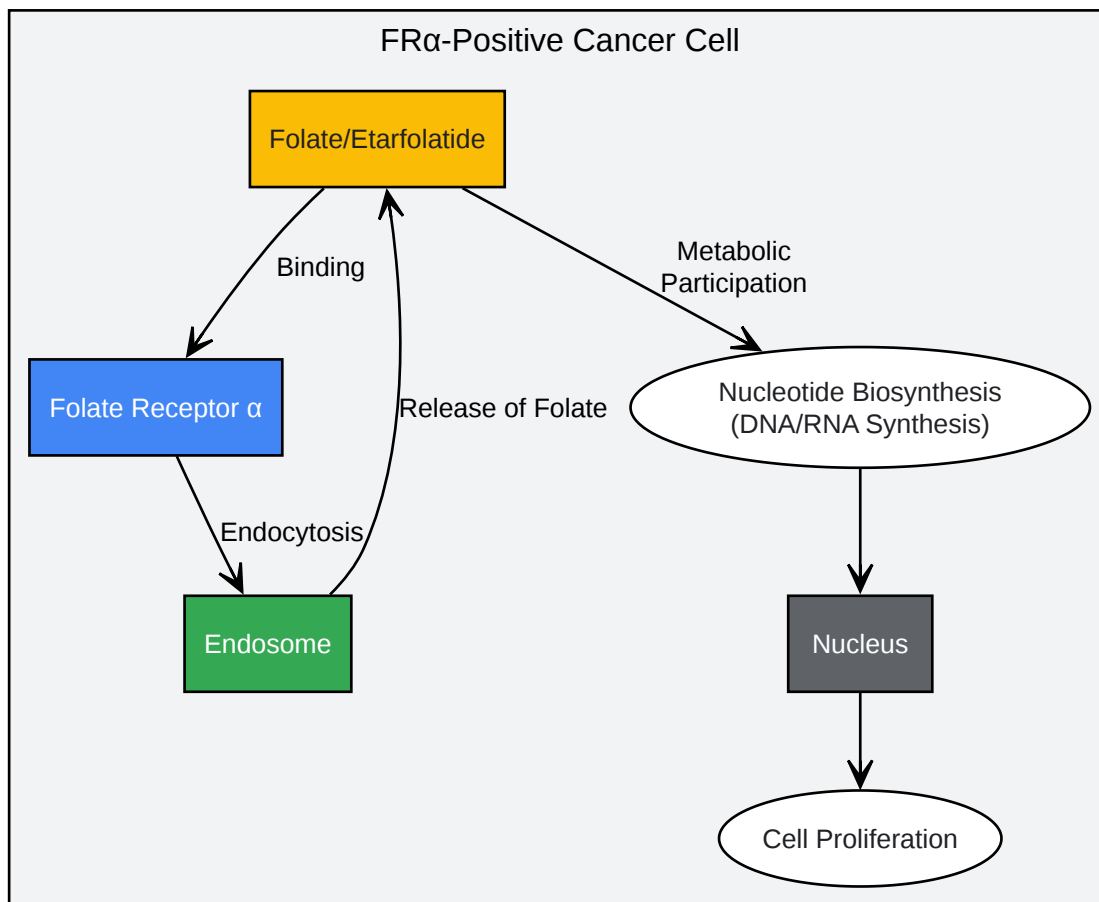 FRα-Positive Cancer Cell
Folate/Etarfolatide
Binding
Metabolic
Participation
Folate Receptor α
Release of Folate
Nucleotide Biosynthesis
(DNA/RNA Synthesis)
Endocytosis
Endosome
Nucleus
Cell Proliferation